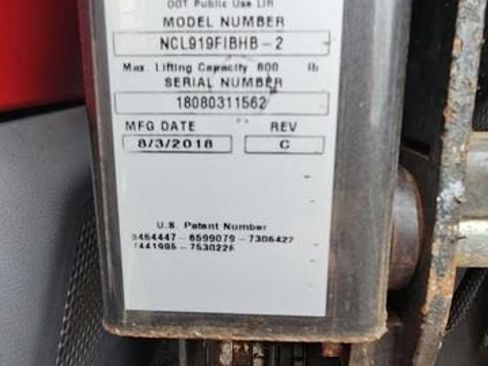 DOT Public Use Lift
MODEL NUMBER
NCL919FIBHB-2
Max. Lifting Capacity 800 lb
SERIAL NUMBER
18080311562
MFG DATE REV
8/3/2018 C
U.S. Patent Number
6464447-6599079-7306427
7441995-7530226